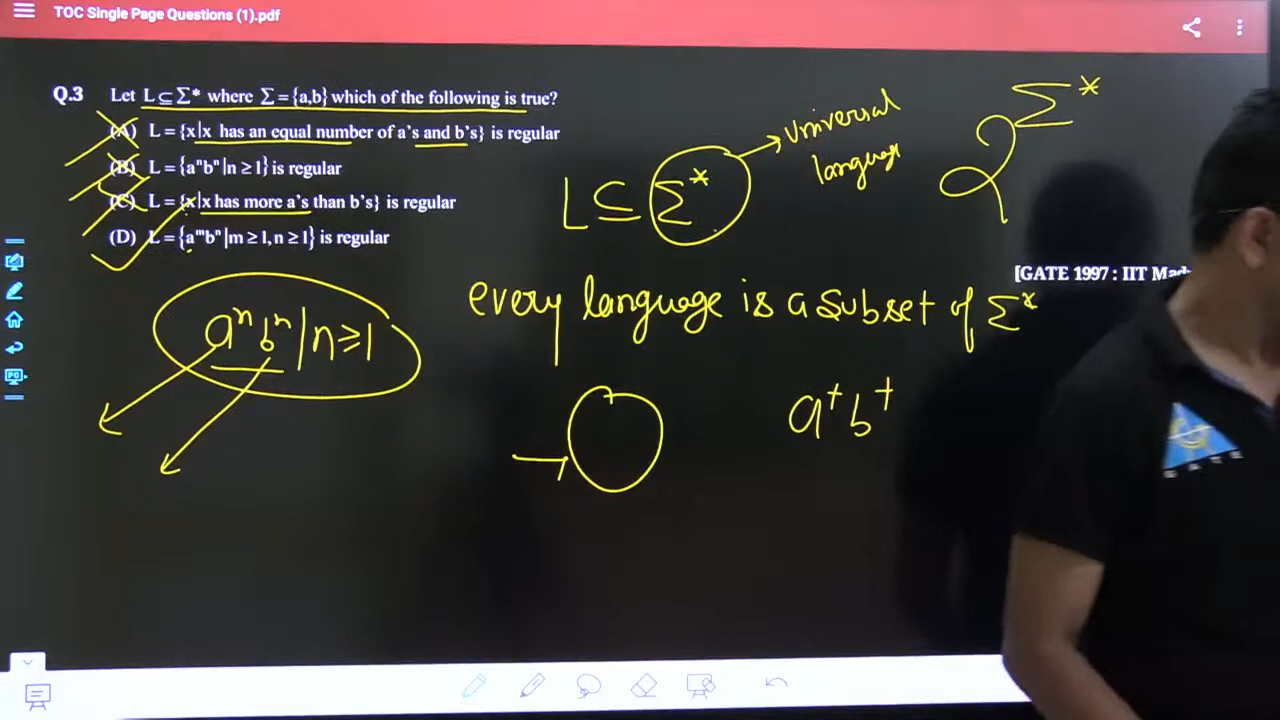 TOC Single Page Questions (1).pdf
Q.3 Let L ⊆ Σ* where Σ = {a,b} which of the following is true?
(A) L = {x|x has an equal number of a's and b's} is regular
(B) L = {aⁿbⁿ|n ≥ 1} is regular
(C) L = {x|x has more a's than b's} is regular
(D) L = {aᵐbⁿ|m ≥ 1, n ≥ 1} is regular
[GATE 1997 : IIT
L ⊆ Σ*
Universal
language
2^Σ*
every language is a subset of Σ*
aⁿbⁿ | n ≥ 1
a⁺b⁺
GATE